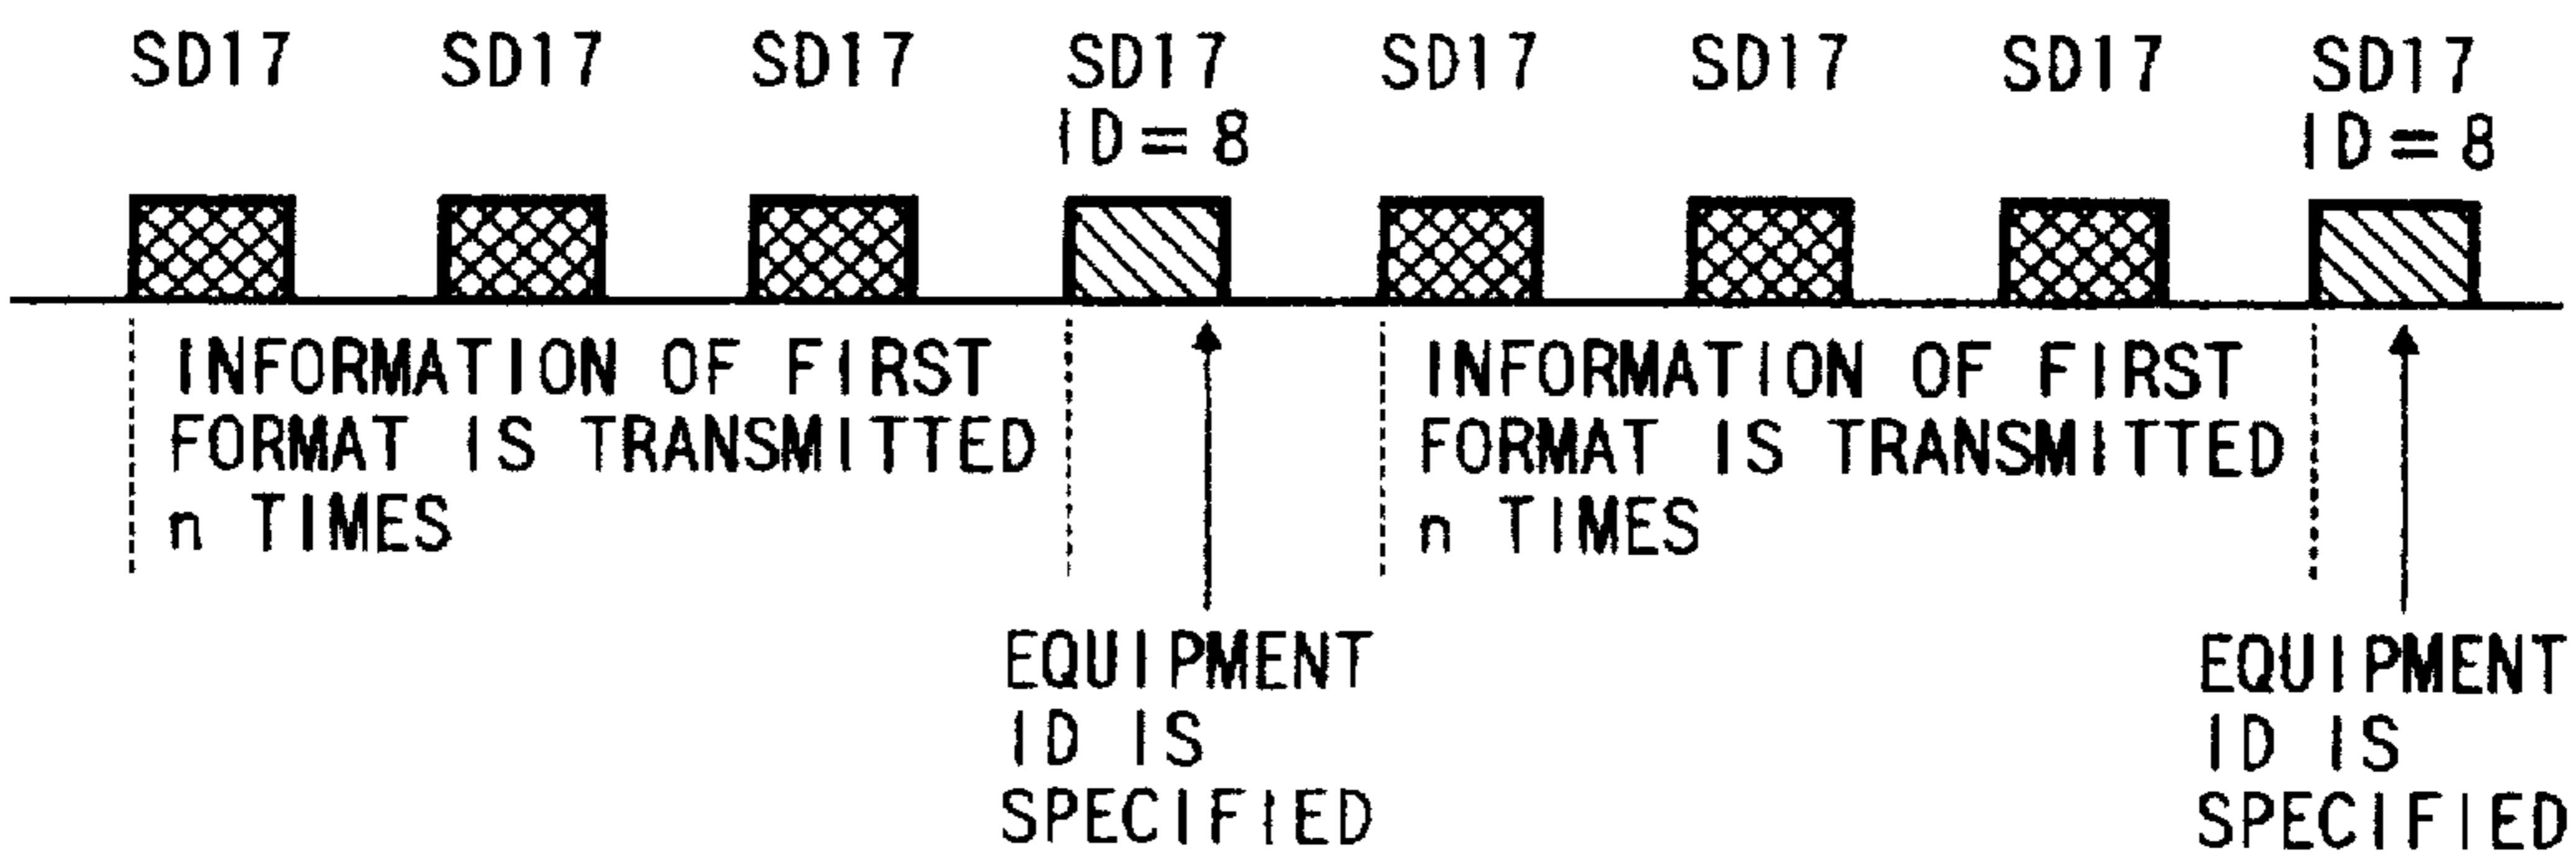 SD17 SD17 SD17 SD17 SD17 SD17 SD17 SD17
ID=8 ID=8
INFORMATION OF FIRST
FORMAT IS TRANSMITTED
n TIMES
INFORMATION OF FIRST
FORMAT IS TRANSMITTED
n TIMES
EQUIPMENT
ID IS
SPECIFIED
EQUIPMENT
ID IS
SPECIFIED